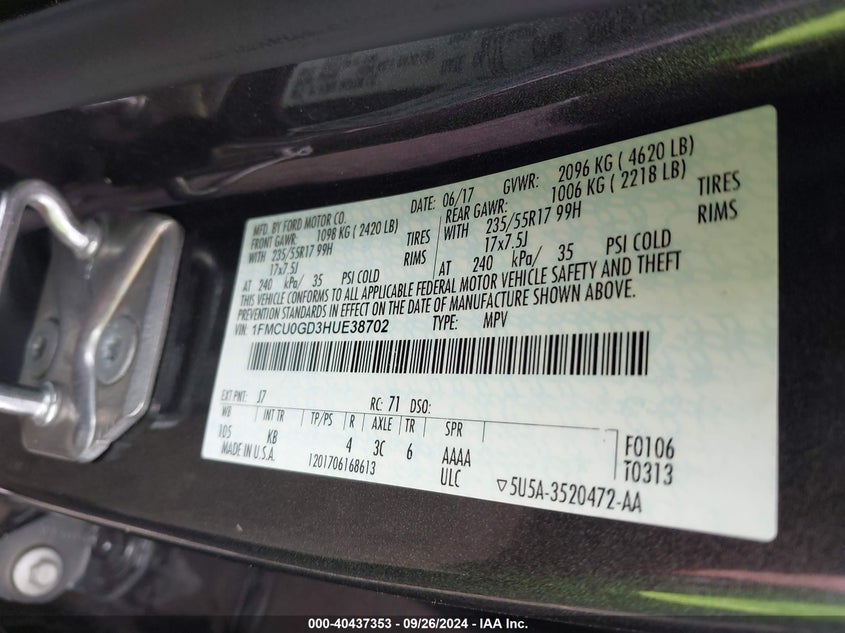 MFD. BY FORD MOTOR CO. DATE: 06/17 GVWR: 2096 KG ( 4620 LB)
FRONT GAWR: 1098 KG ( 2420 LB) REAR GAWR: 1006 KG ( 2218 LB)
WITH 235/55R17 99H TIRES WITH 235/55R17 99H TIRES
17x7.5J RIMS 17x7.5J RIMS
AT 240 kPa/ 35 PSI COLD AT 240 kPa/ 35 PSI COLD
THIS VEHICLE CONFORMS TO ALL APPLICABLE FEDERAL MOTOR VEHICLE SAFETY AND THEFT
PREVENTION STANDARDS IN EFFECT ON THE DATE OF MANUFACTURE SHOWN ABOVE.
VIN: 1FMCU0GD3HUE38702 TYPE: MPV
EXT PNT: J7 RC: 71 DSO:
WB INT TR TP/PS R AXLE TR SPR
105 KB 4 3C 6 AAAA F0106
MADE IN U.S.A. 1201706168613 ULC T0313
▽5U5A-3520472-AA
000-40437353 - 09/26/2024 - IAA Inc.